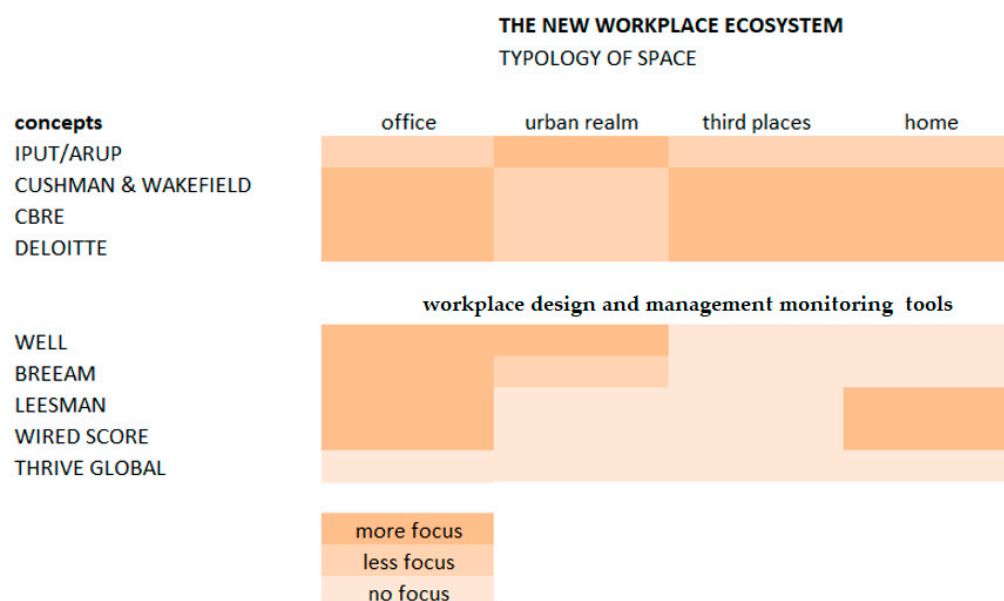 THE NEW WORKPLACE ECOSYSTEM
TYPOLOGY OF SPACE
concepts office urban realm third places home
IPUT/ARUP
CUSHMAN & WAKEFIELD
CBRE
DELOITTE
workplace design and management monitoring tools
WELL
BREEAM
LEESMAN
WIRED SCORE
THRIVE GLOBAL
more focus
less focus
no focus